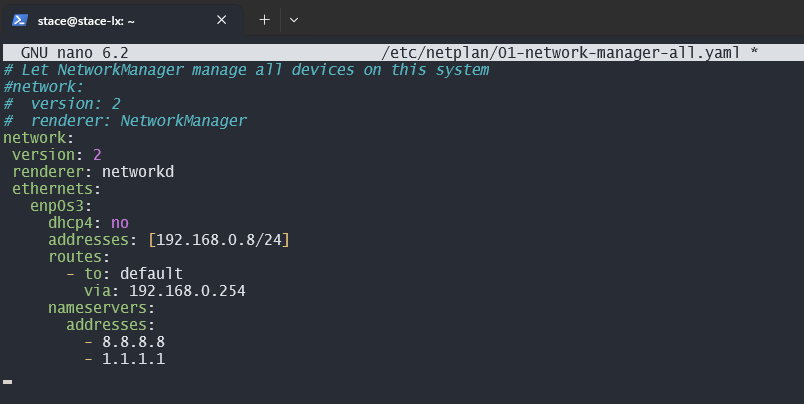 stace@stace-lx: ~
GNU nano 6.2 /etc/netplan/01-network-manager-all.yaml *
# Let NetworkManager manage all devices on this system
#network:
#  version: 2
#  renderer: NetworkManager
network:
 version: 2
 renderer: networkd
 ethernets:
   enp0s3:
     dhcp4: no
     addresses: [192.168.0.8/24]
     routes:
       - to: default
         via: 192.168.0.254
     nameservers:
       addresses:
         - 8.8.8.8
         - 1.1.1.1